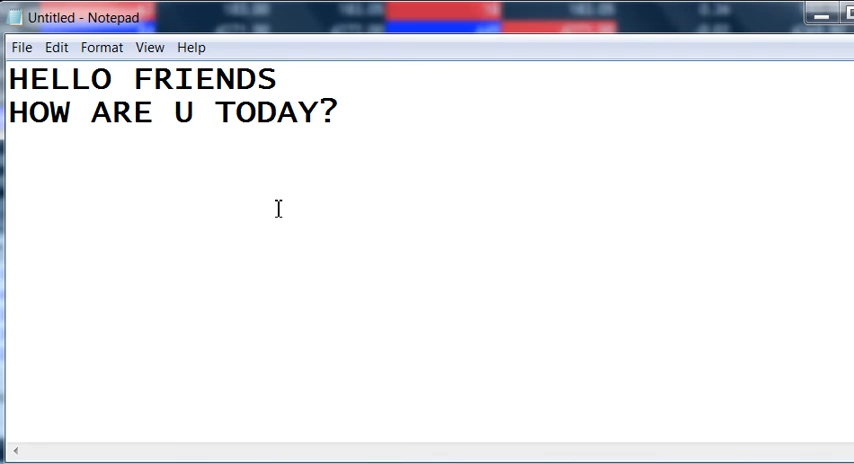 Untitled - Notepad
File Edit Format View Help
HELLO FRIENDS
HOW ARE U TODAY?